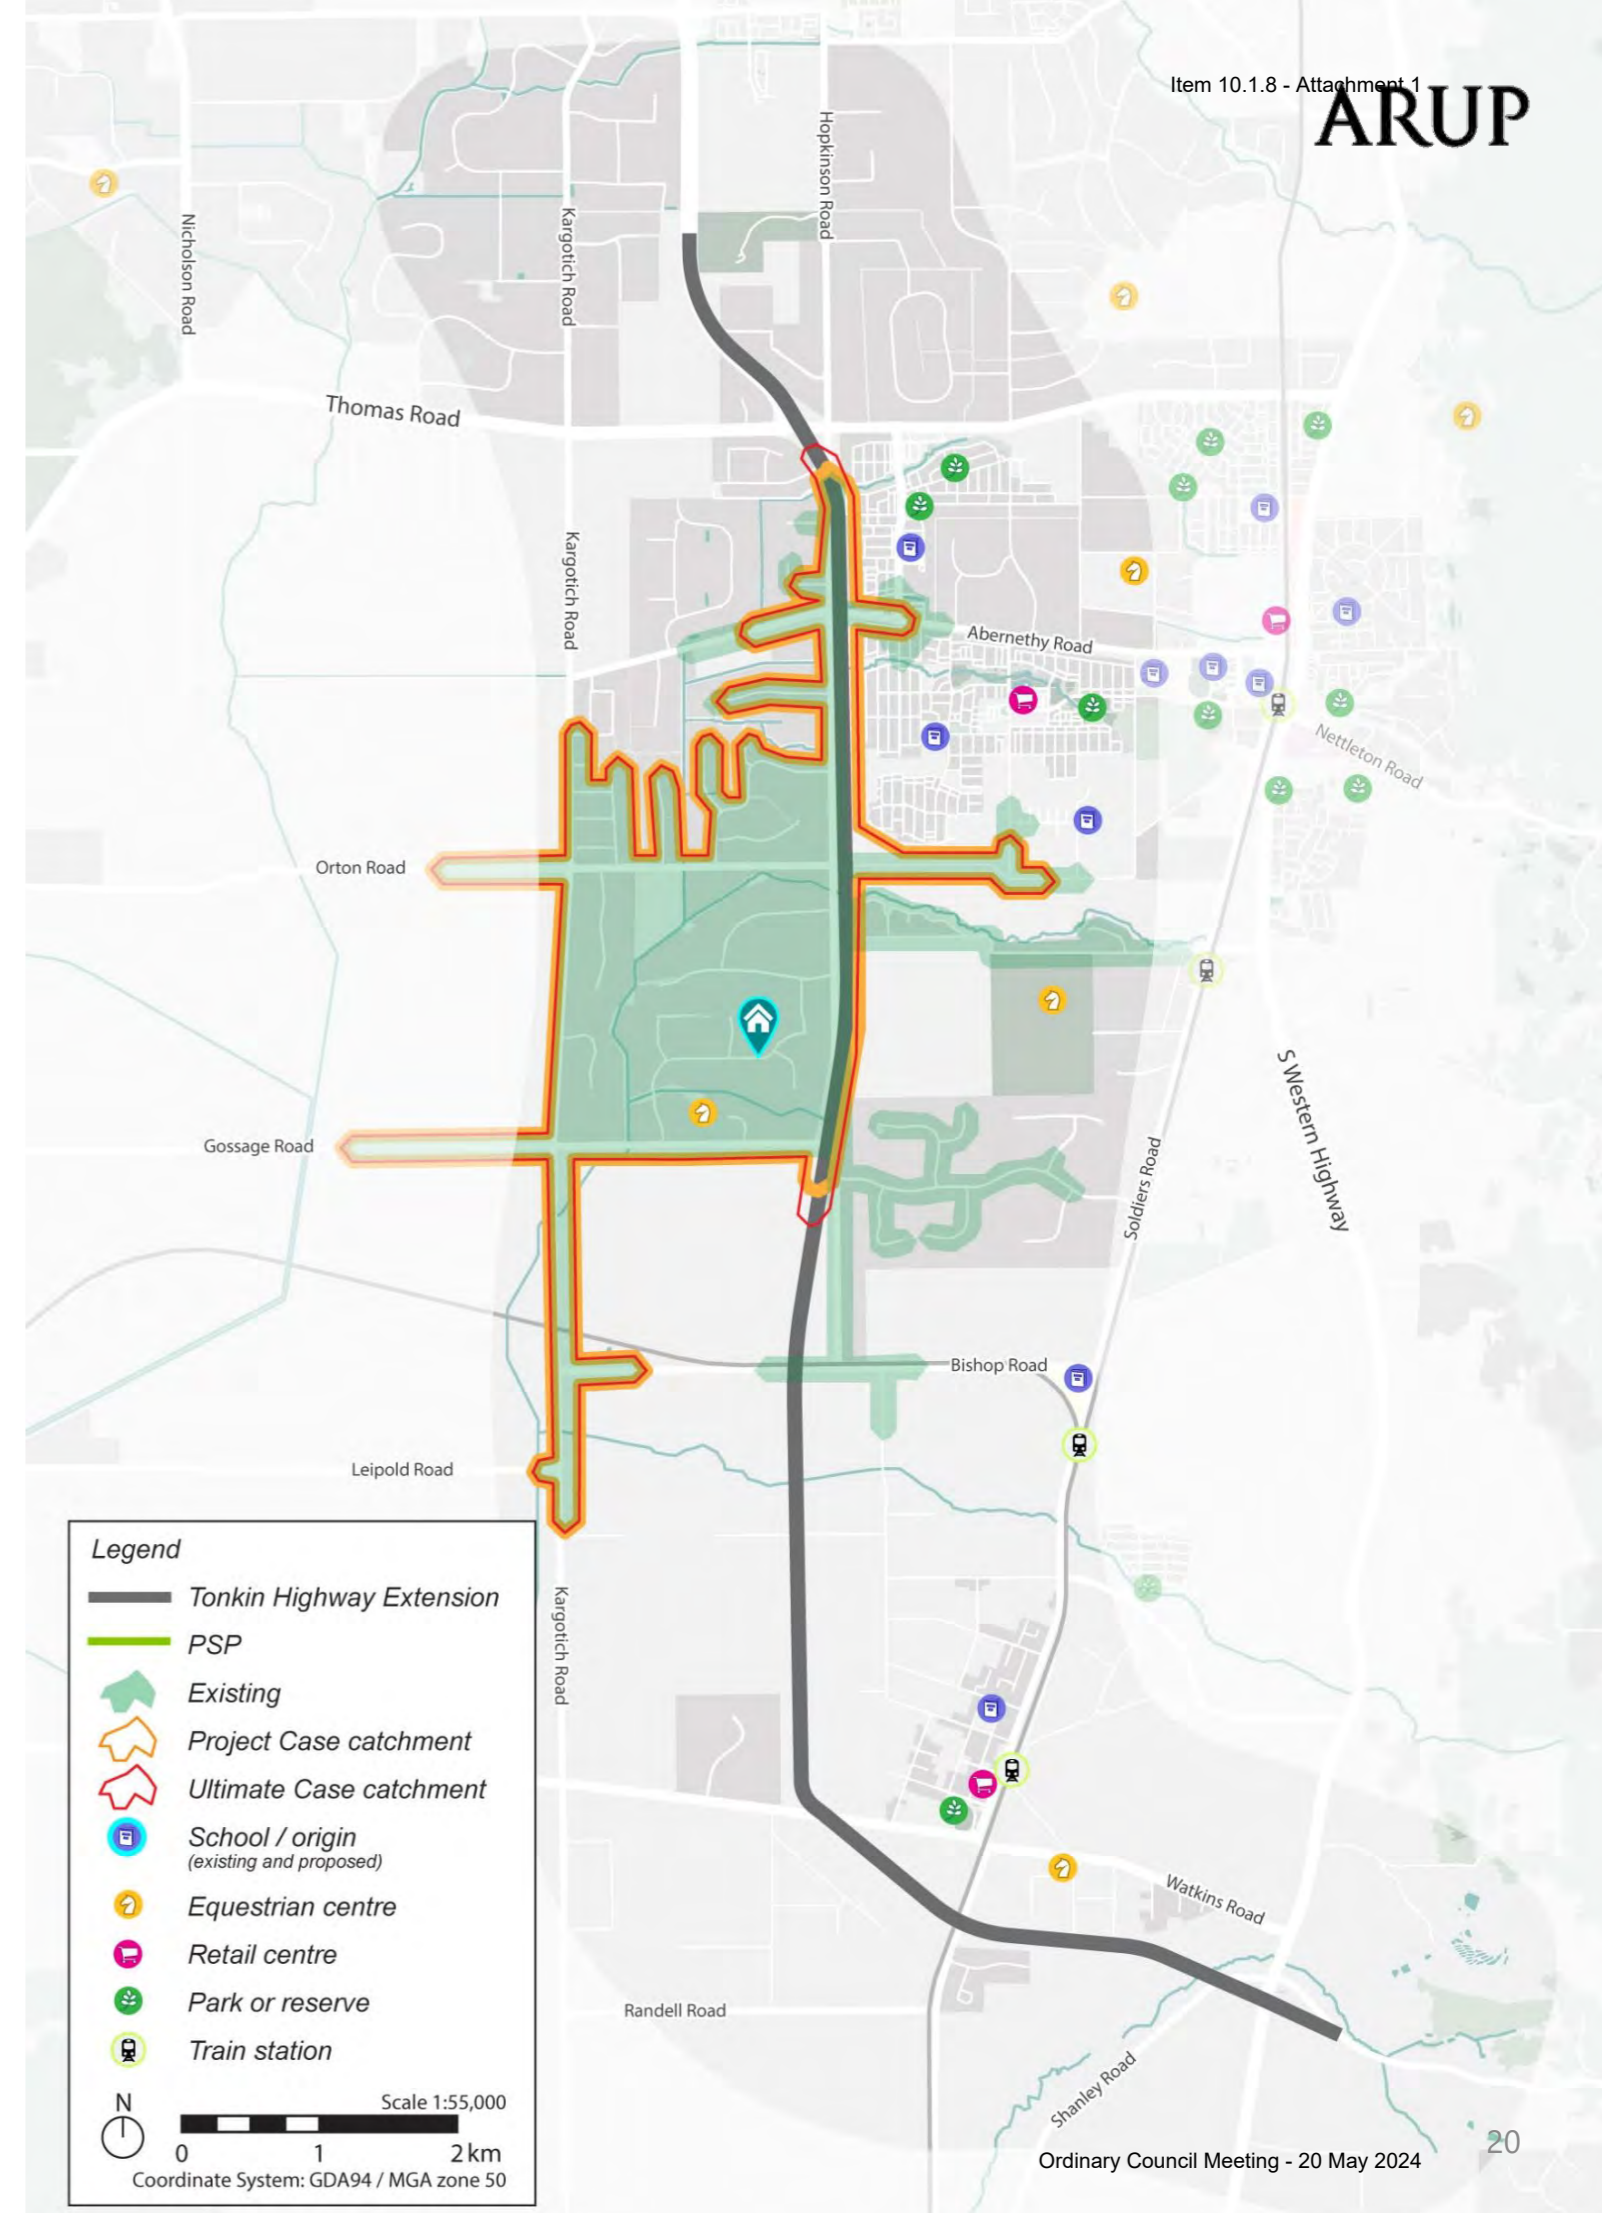 Item 10.1.8 - Attachment 1
ARUP
Hopkinson Road
Kargotich Road
Nicholson Road
Thomas Road
Kargotich Road
Abernethy Road
Nettleton Road
Orton Road
S Western Highway
Gossage Road
Soldiers Road
Bishop Road
Leipold Road
Kargotich Road
Watkins Road
Randell Road
Shanley Road
Legend
Tonkin Highway Extension
PSP
Existing
Project Case catchment
Ultimate Case catchment
School / origin
(existing and proposed)
Equestrian centre
Retail centre
Park or reserve
Train station
N
Scale 1:55,000
0 1 2 km
Coordinate System: GDA94 / MGA zone 50
20
Ordinary Council Meeting - 20 May 2024